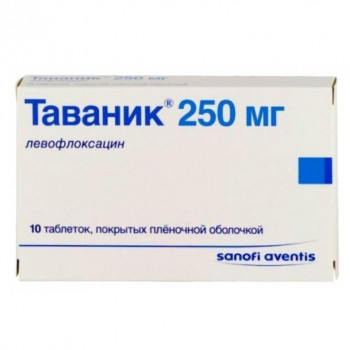 Таваник® 250 мг
левофлоксацин
10 таблеток, покрытых плёночной оболочкой
sanofi aventis